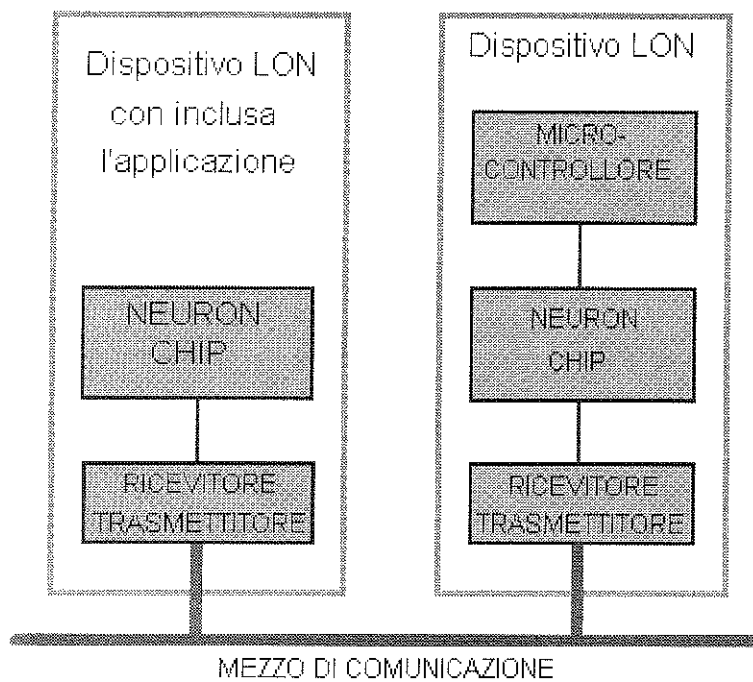 Dispositivo LON
con inclusa
l'applicazione
NEURON
CHIP
RICEVITORE
TRASMETTITORE
Dispositivo LON
MICRO-
CONTROLLORE
NEURON
CHIP
RICEVITORE
TRASMETTITORE
MEZZO DI COMUNICAZIONE